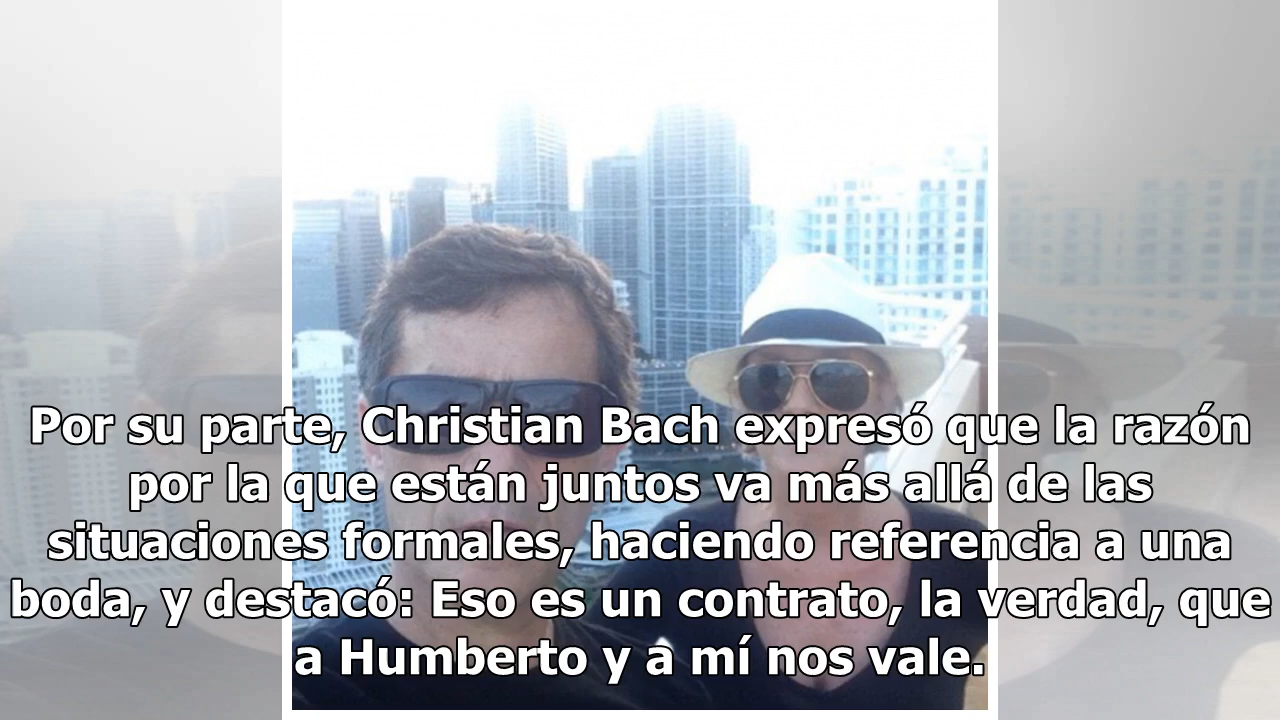 Por su parte, Christian Bach expresó que la razón
por la que están juntos va más allá de las
situaciones formales, haciendo referencia a una
boda, y destacó: Eso es un contrato, la verdad, que
a Humberto y a mí nos vale.